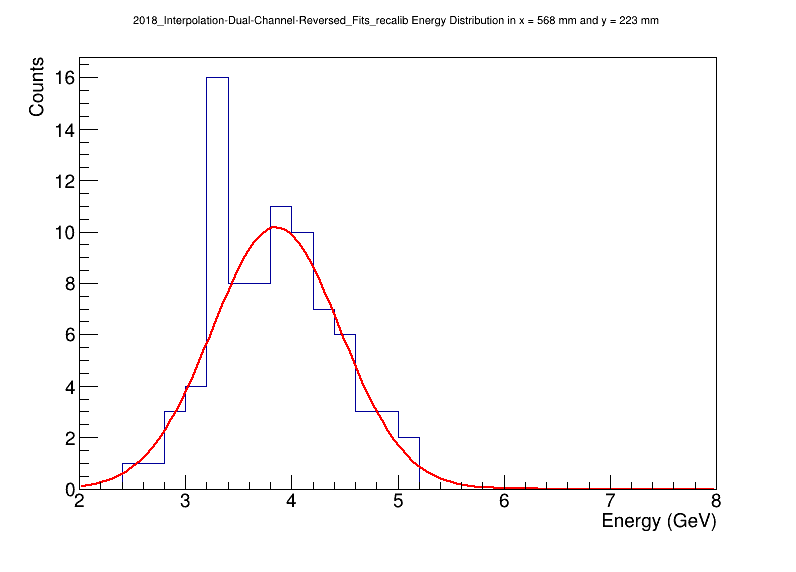 2018_Interpolation-Dual-Channel-Reversed_Fits_recalib Energy Distribution in x = 568 mm and y = 223 mm
Counts
16
14
12
10
8
6
4
2
0
2 3 4 5 6 7 8
Energy (GeV)